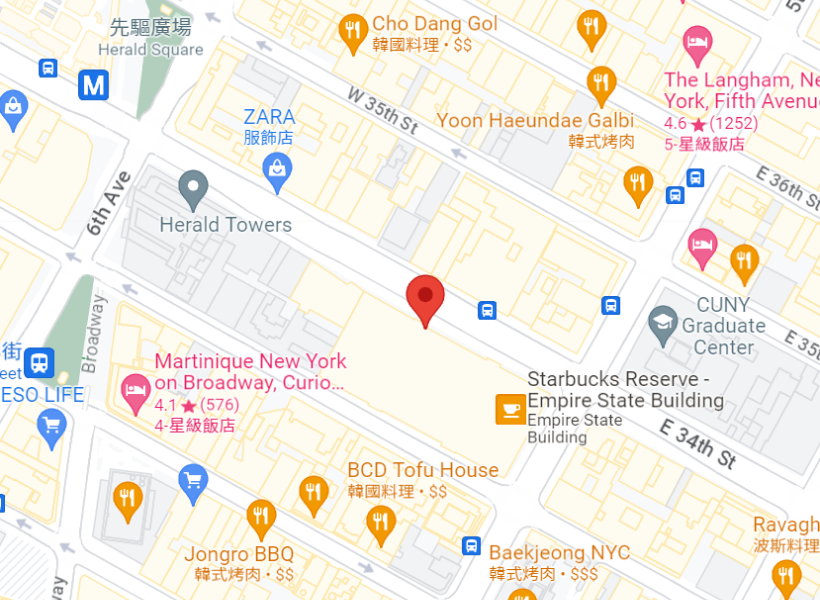 先驅廣場
Herald Square
M
Cho Dang Gol
韓國料理・$$
The Langham, Ne
York, Fifth Avenu
4.6★(1252)
5-星級飯店
W 35th St
ZARA
服飾店
Yoon Haeundae Galbi
韓式烤肉
E 36th St
6th Ave
Herald Towers
Broadway
CUNY
Graduate
Center
E 35
街
eet
ESO LIFE
Martinique New York
on Broadway, Curio...
4.1★(576)
4-星級飯店
Starbucks Reserve -
Empire State Building
Empire State
Building
E 34th St
BCD Tofu House
韓國料理・$$
Jongro BBQ
韓式烤肉・$$
Baekjeong NYC
韓式烤肉・$$$
Ravagh
波斯料理
way